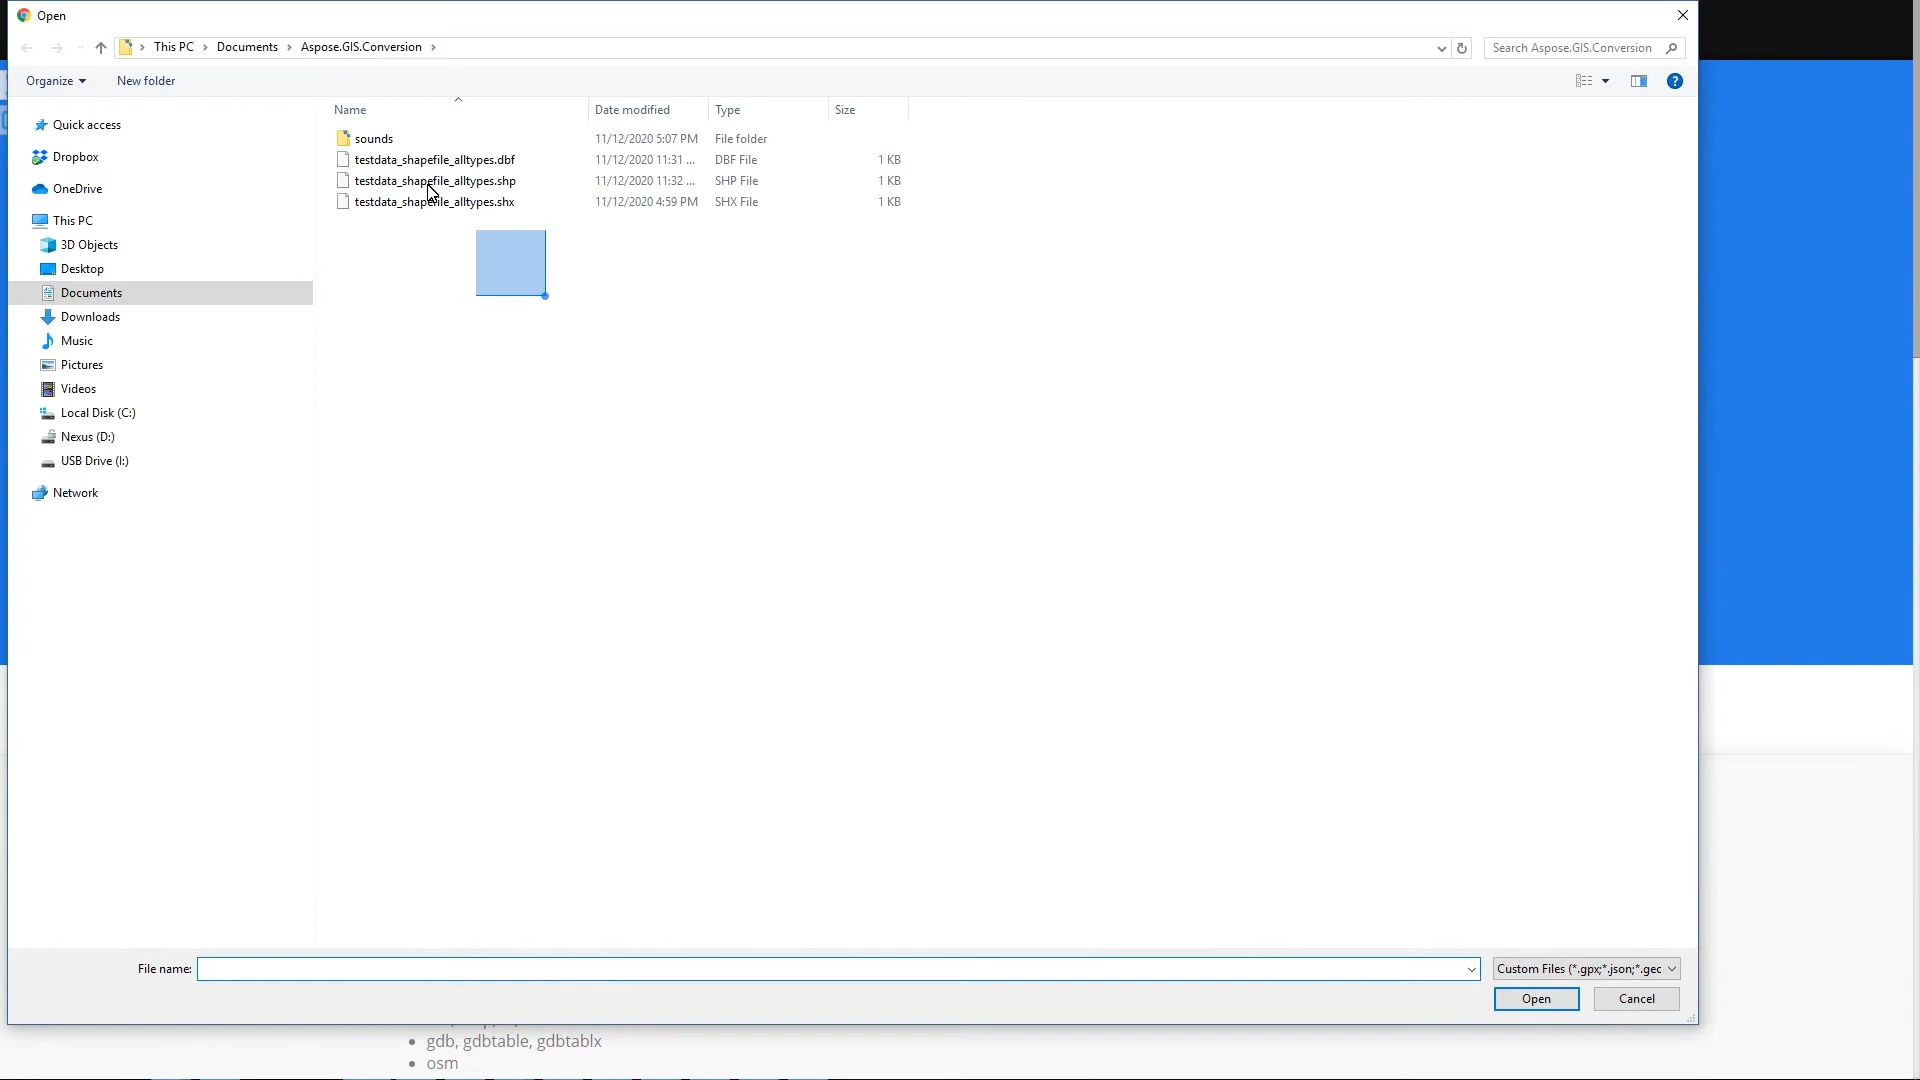 Open
This PC > Documents > Aspose.GIS.Conversion >
Search Aspose.GIS.Conversion
Organize
New folder
Name
Date modified
Type
Size
Quick access
Dropbox
OneDrive
This PC
3D Objects
Desktop
Documents
Downloads
Music
Pictures
Videos
Local Disk (C:)
Nexus (D:)
USB Drive (I:)
Network
sounds 11/12/2020 5:07 PM File folder
testdata_shapefile_alltypes.dbf 11/12/2020 11:31 ... DBF File 1 KB
testdata_shapefile_alltypes.shp 11/12/2020 11:32 ... SHP File 1 KB
testdata_shapefile_alltypes.shx 11/12/2020 4:59 PM SHX File 1 KB
File name:
Custom Files (*.gpx;*.json;*.gec
Open
Cancel
gdb, gdbtable, gdbtablx
osm